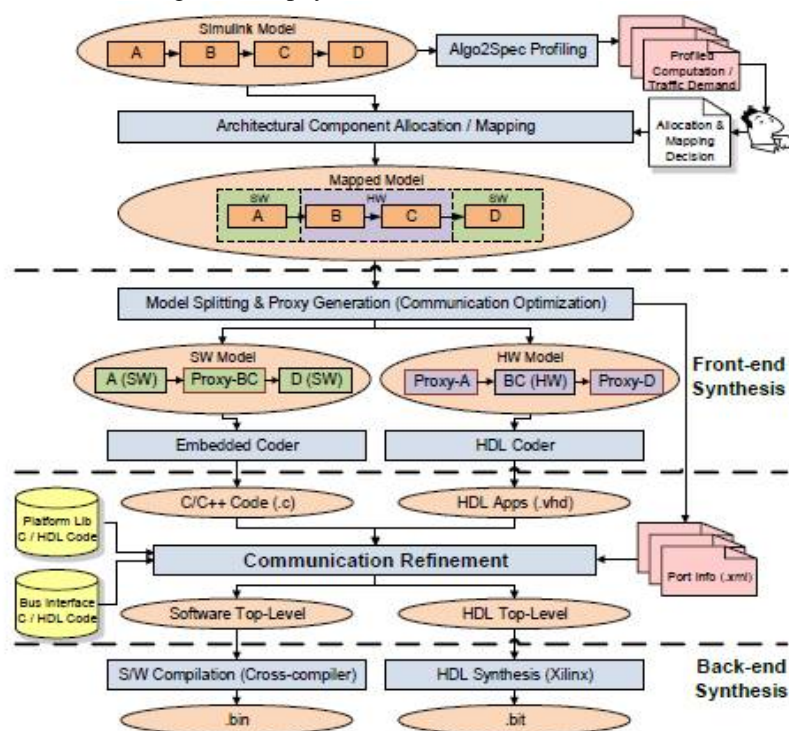 Simulink Model
A
B
C
D
Algo2Spec Profiling
Profiled
Computation /
Traffic Demand
Architectural Component Allocation / Mapping
Allocation &
Mapping
Decision
Mapped Model
SW
HW
SW
A
B
C
D
Model Splitting & Proxy Generation (Communication Optimization)
SW Model
A (SW)
Proxy-BC
D (SW)
HW Model
Proxy-A
BC (HW)
Proxy-D
Front-end
Synthesis
Embedded Coder
HDL Coder
C/C++ Code (.c)
HDL Apps (.vhd)
Platform Lib
C / HDL Code
Communication Refinement
Port Info (.xml)
Bus Interface
C / HDL Code
Software Top-Level
HDL Top-Level
S/W Compilation (Cross-compiler)
HDL Synthesis (Xilinx)
Back-end
Synthesis
.bin
.bit